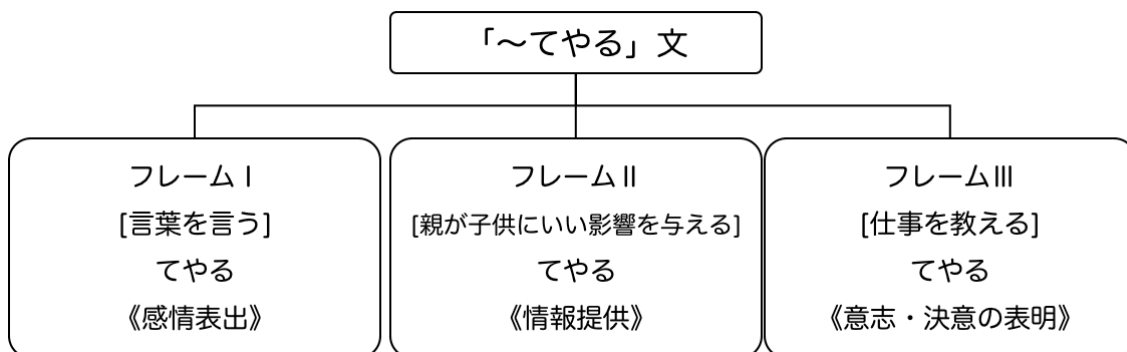 「～てやる」文
フレームⅠ
[言葉を言う]
てやる
《感情表出》
フレームⅡ
[親が子供にいい影響を与える]
てやる
《情報提供》
フレームⅢ
[仕事を教える]
てやる
《意志・決意の表明》